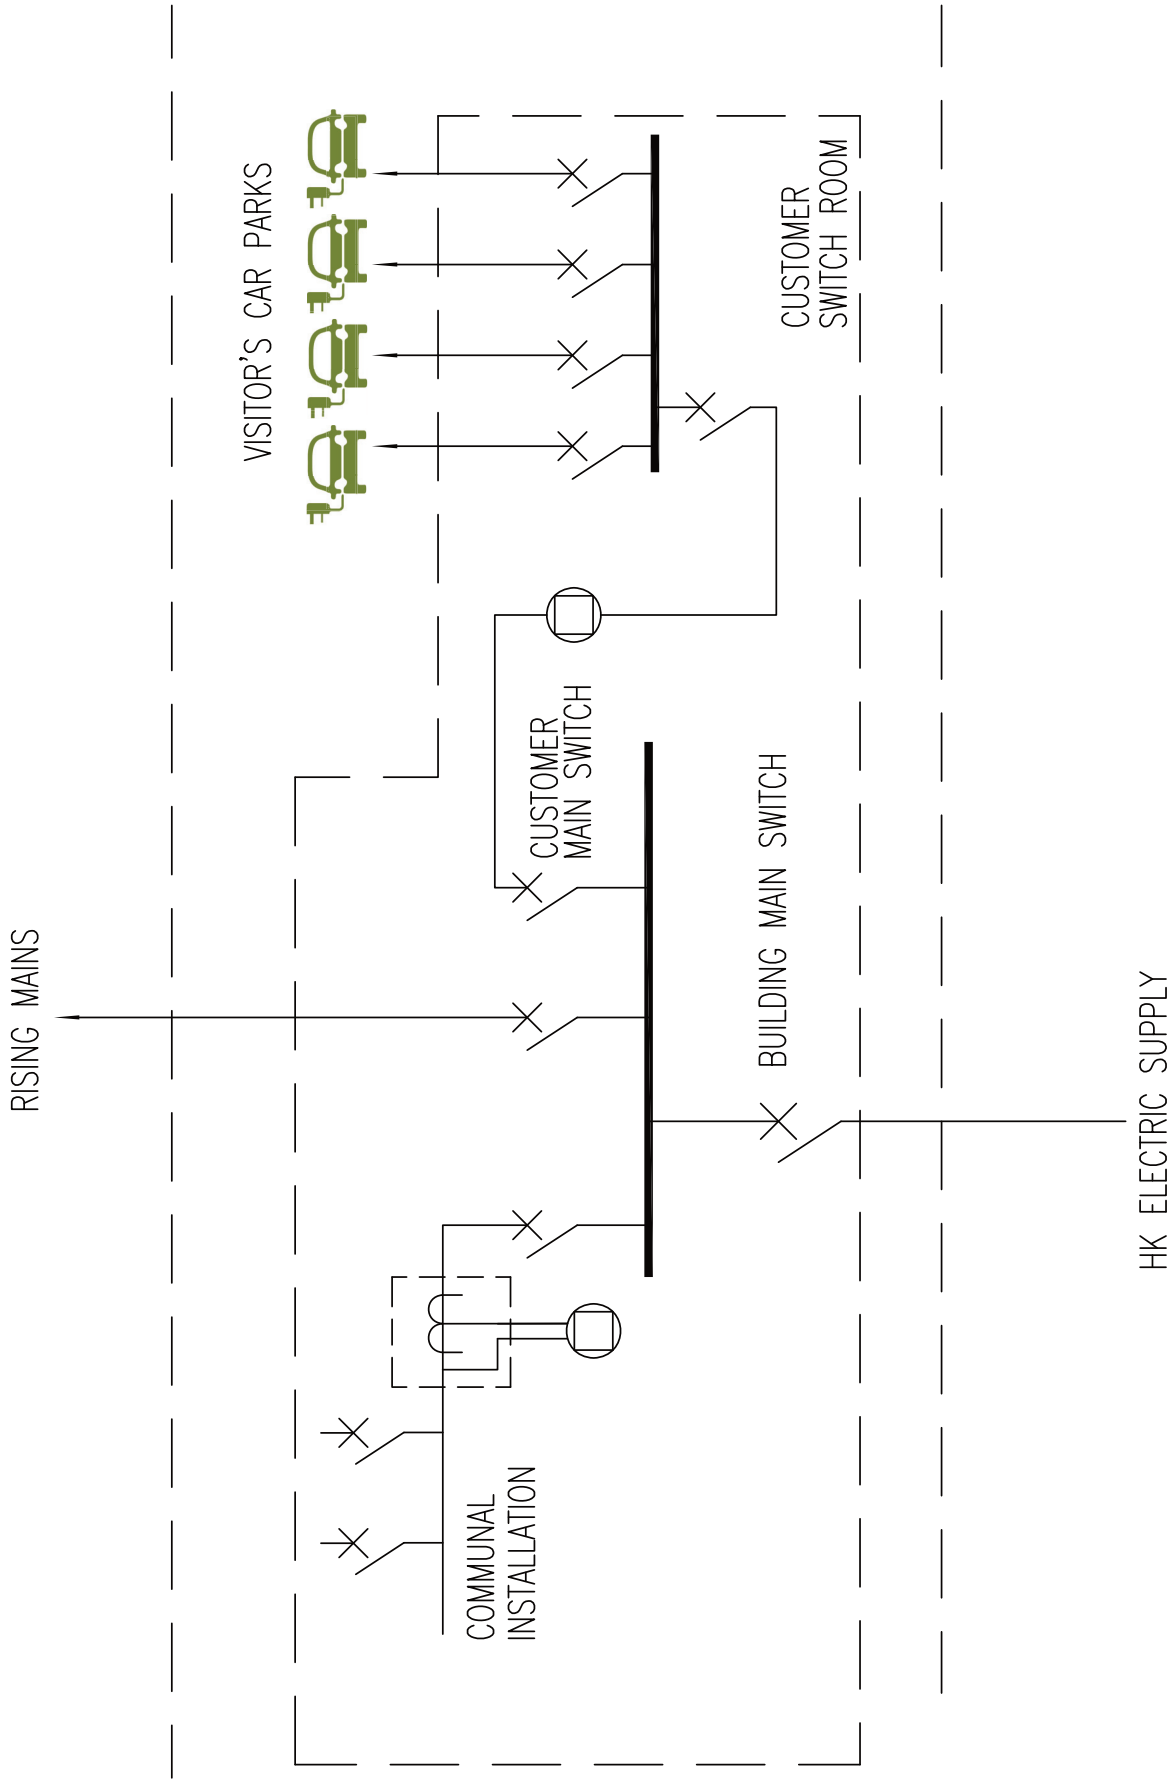 RISING MAINS
VISITOR'S CAR PARKS
COMMUNAL
INSTALLATION
CUSTOMER
MAIN SWITCH
BUILDING MAIN SWITCH
CUSTOMER
SWITCH ROOM
HK ELECTRIC SUPPLY